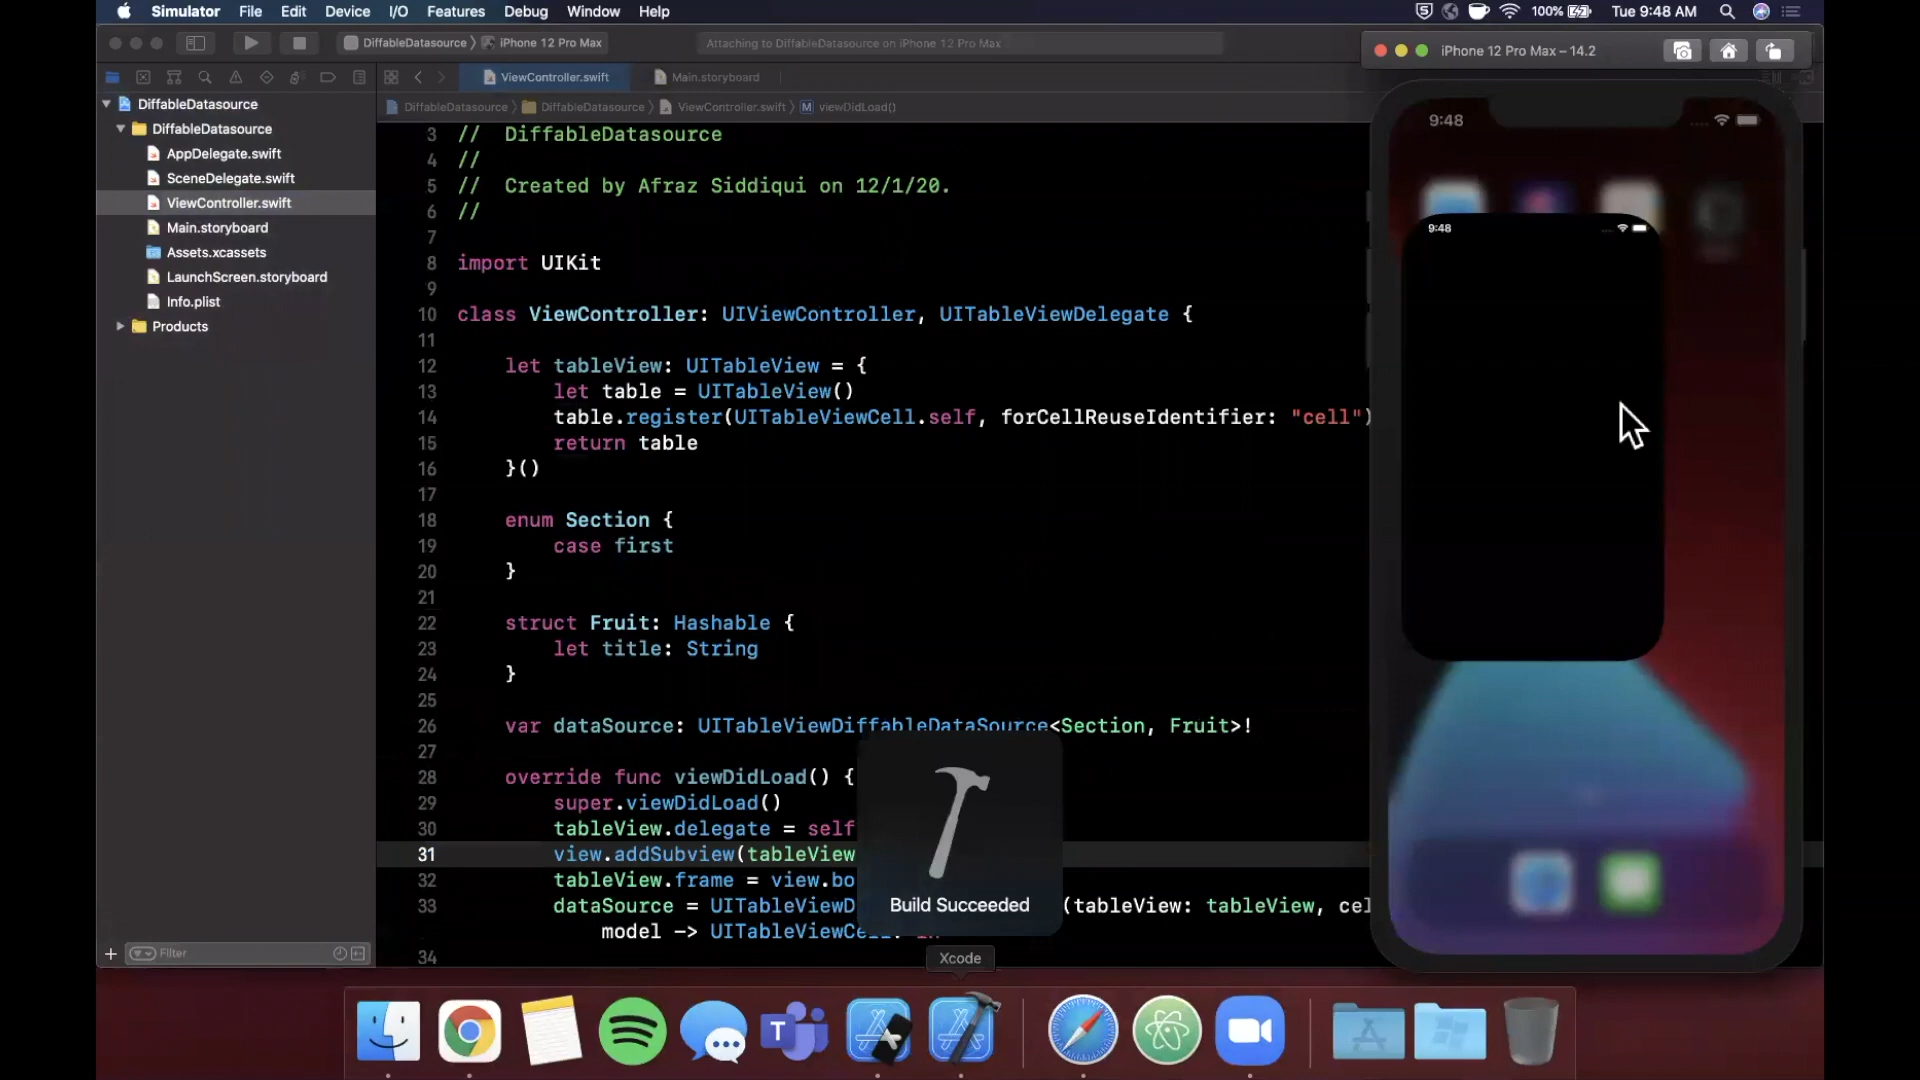 Simulator File Edit Device I/O Features Debug Window Help 100% Tue 9:48 AM
DiffableDatasource iPhone 12 Pro Max Attaching to DiffableDatasource on iPhone 12 Pro Max
iPhone 12 Pro Max – 14.2
ViewController.swift Main.storyboard
DiffableDatasource DiffableDatasource ViewController.swift M viewDidLoad()
DiffableDatasource
DiffableDatasource
AppDelegate.swift
SceneDelegate.swift
ViewController.swift
Main.storyboard
Assets.xcassets
LaunchScreen.storyboard
Info.plist
Products
Filter
3 // DiffableDatasource
4 //
5 // Created by Afraz Siddiqui on 12/1/20.
6 //
7
8 import UIKit
9
10 class ViewController: UIViewController, UITableViewDelegate {
11
12 let tableView: UITableView = {
13 let table = UITableView()
14 table.register(UITableViewCell.self, forCellReuseIdentifier: "cell")
15 return table
16 }()
17
18 enum Section {
19 case first
20 }
21
22 struct Fruit: Hashable {
23 let title: String
24 }
25
26 var dataSource: UITableViewDiffableDataSource<Section, Fruit>!
27
28 override func viewDidLoad() {
29 super.viewDidLoad()
30 tableView.delegate = self
31 view.addSubview(tableView
32 tableView.frame = view.bo
33 dataSource = UITableViewD (tableView: tableView, cel
model -> UITableViewCe
34
9:48
9:48
Build Succeeded
Xcode
T